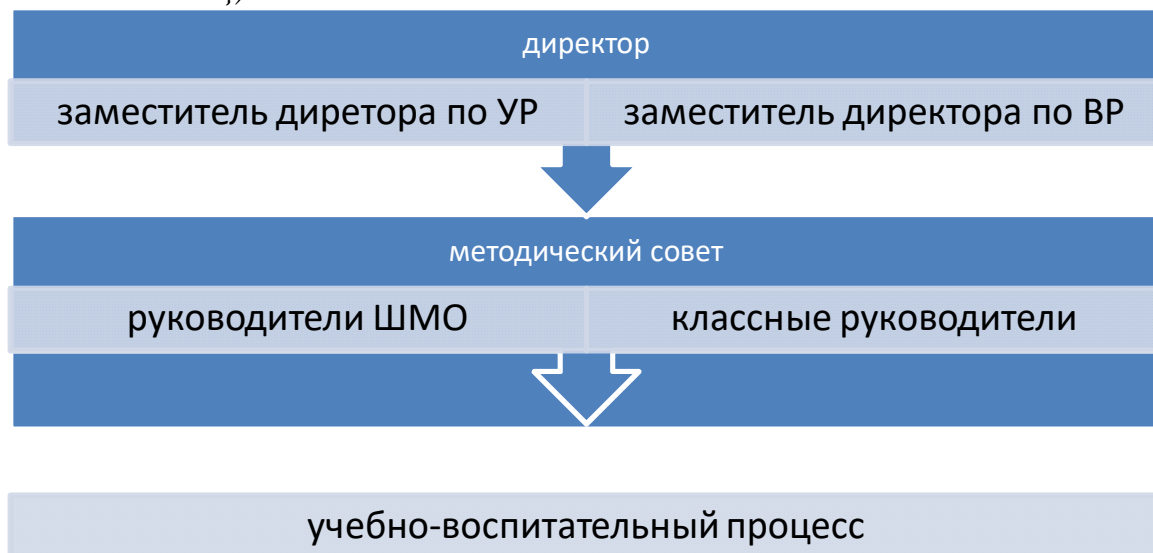 директор
заместитель диретора по УР заместитель директора по ВР
методический совет
руководители ШМО классные руководители
учебно-воспитательный процесс